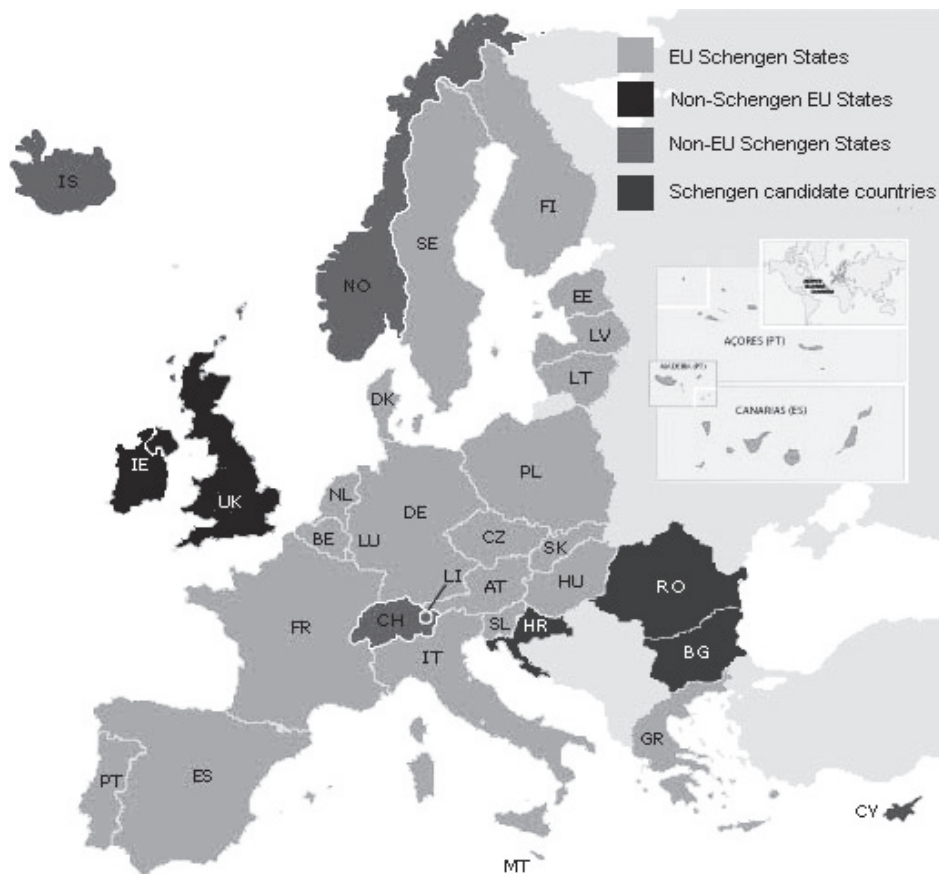 EU Schengen States
Non-Schengen EU States
Non-EU Schengen States
Schengen candidate countries
IS
FI
SE
NO
EE
AÇORES (PT)
LV
MADEIRA (PT)
LT
DK
CANARIAS (ES)
IE
PL
UK
NL
DE
BE
LU
CZ
SK
LI
AT
HU
RO
FR
CH
SL
HR
IT
BG
GR
PT
ES
CY
MT